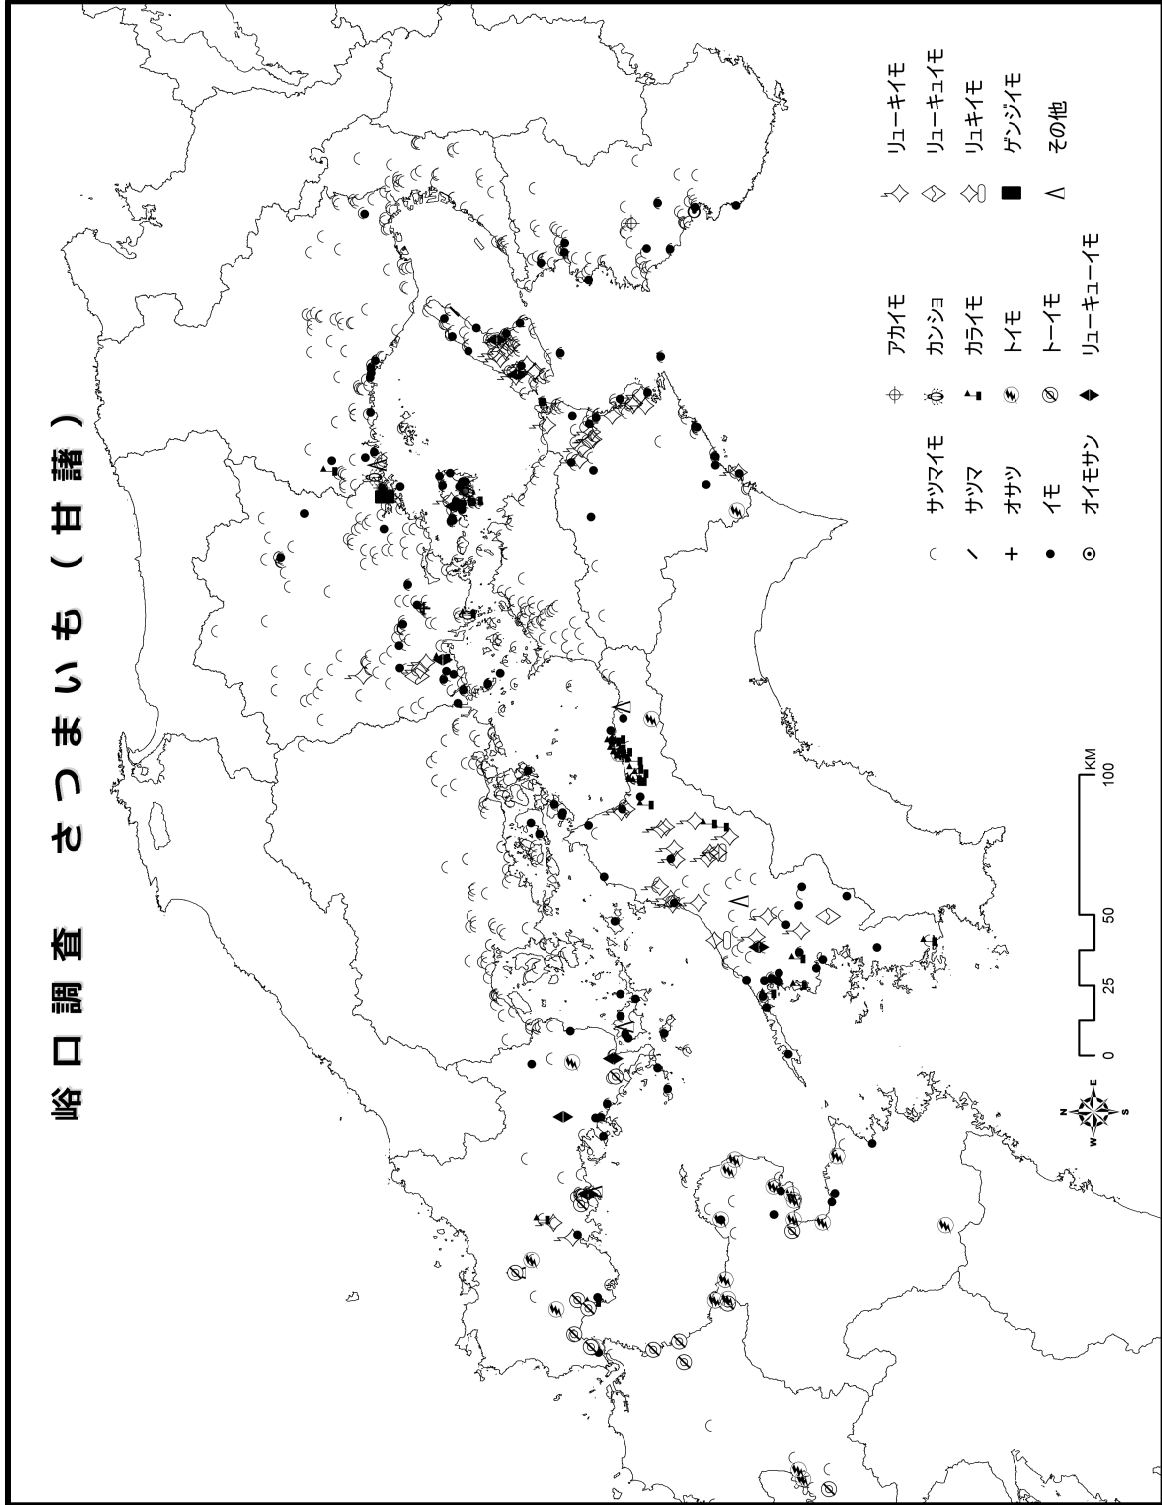 峪口調査 さつまいも(甘諸)
サツマイモ
サツマ
オサツ
イモ
オイモサン
アカイモ
カンショ
カライモ
トイモ
トーイモ
リューキューイモ
リューキイモ
リューキュイモ
リュキイモ
ゲンジイモ
その他
N
W E
S
KM
0 25 50 100